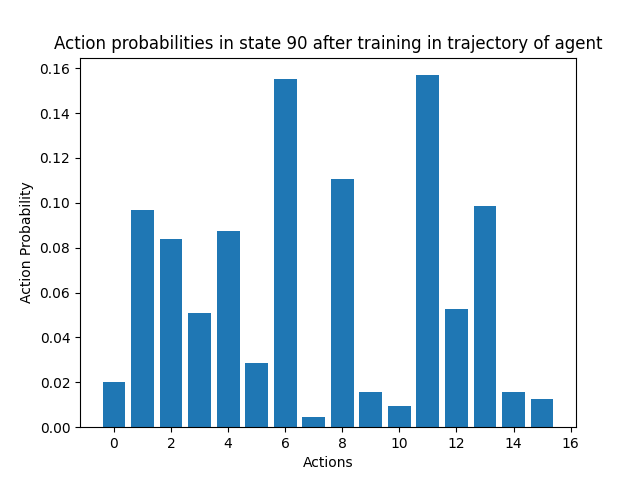 Action probabilities in state 90 after training in trajectory of agent
0.16
0.14
0.12
0.10
0.08
0.06
0.04
0.02
0.00
Action Probability
0 2 4 6 8 10 12 14 16
Actions